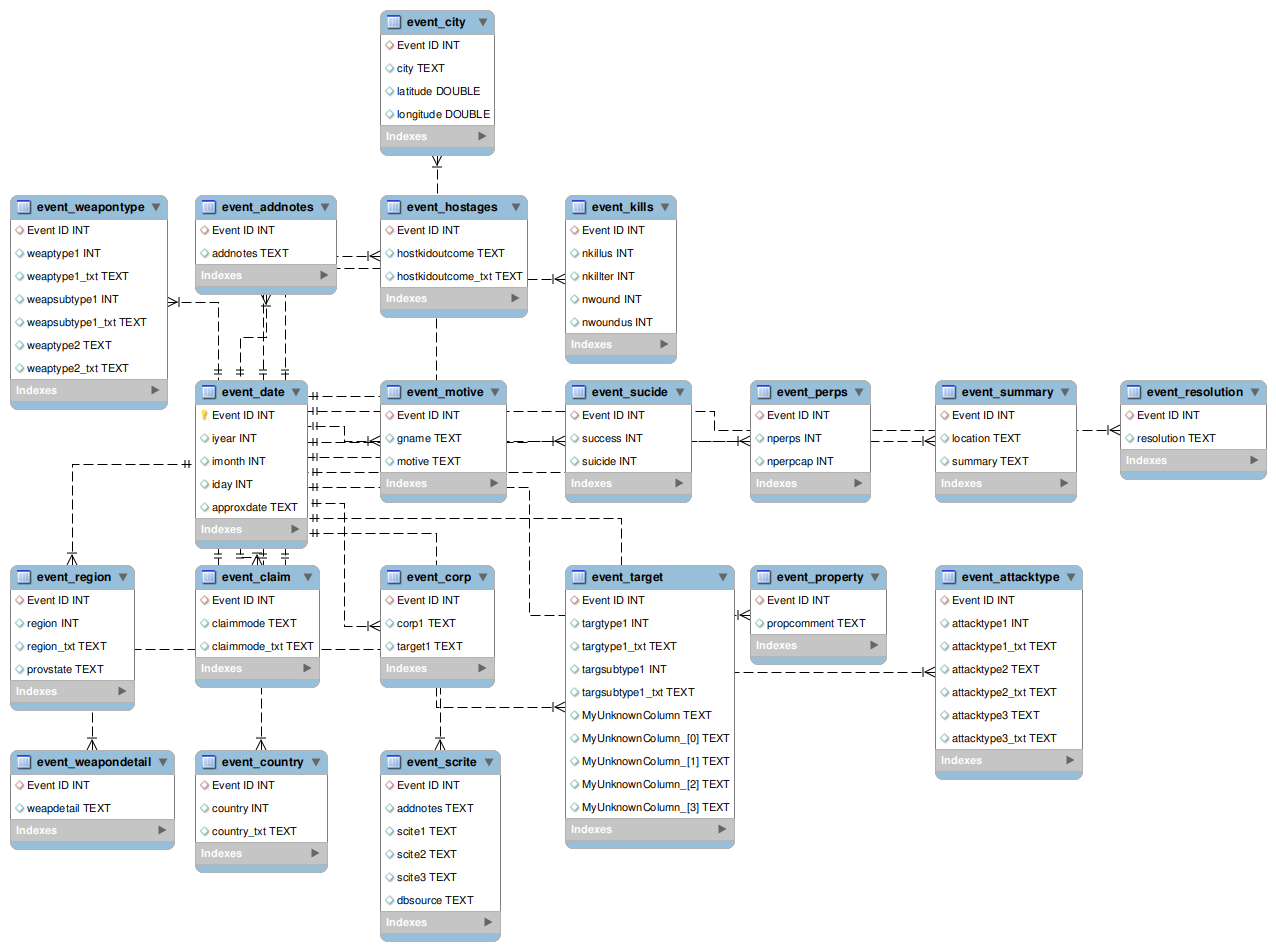 event_city
Event ID INT
city TEXT
latitude DOUBLE
longitude DOUBLE
Indexes
event_weapontype
Event ID INT
weaptype1 INT
weaptype1_txt TEXT
weapsubtype1 INT
weapsubtype1_txt TEXT
weaptype2 TEXT
weaptype2_txt TEXT
Indexes
event_addnotes
Event ID INT
addnotes TEXT
Indexes
event_hostages
Event ID INT
hostkidoutcome TEXT
hostkidoutcome_txt TEXT
Indexes
event_kills
Event ID INT
nkillus INT
nkillter INT
nwound INT
nwoundus INT
Indexes
event_date
Event ID INT
iyear INT
imonth INT
iday INT
approxdate TEXT
Indexes
event_motive
Event ID INT
gname TEXT
motive TEXT
Indexes
event_sucide
Event ID INT
success INT
suicide INT
Indexes
event_perps
Event ID INT
nperps INT
nperpcap INT
Indexes
event_summary
Event ID INT
location TEXT
summary TEXT
Indexes
event_resolution
Event ID INT
resolution TEXT
Indexes
event_region
Event ID INT
region INT
region_txt TEXT
provstate TEXT
Indexes
event_claim
Event ID INT
claimmode TEXT
claimmode_txt TEXT
Indexes
event_corp
Event ID INT
corp1 TEXT
target1 TEXT
Indexes
event_target
Event ID INT
targtype1 INT
targtype1_txt TEXT
targsubtype1 INT
targsubtype1_txt TEXT
MyUnknownColumn TEXT
MyUnknownColumn_[0] TEXT
MyUnknownColumn_[1] TEXT
MyUnknownColumn_[2] TEXT
MyUnknownColumn_[3] TEXT
Indexes
event_property
Event ID INT
propcomment TEXT
Indexes
event_attacktype
Event ID INT
attacktype1 INT
attacktype1_txt TEXT
attacktype2 TEXT
attacktype2_txt TEXT
attacktype3 TEXT
attacktype3_txt TEXT
Indexes
event_weapondetail
Event ID INT
weapdetail TEXT
Indexes
event_country
Event ID INT
country INT
country_txt TEXT
Indexes
event_scrite
Event ID INT
addnotes TEXT
scite1 TEXT
scite2 TEXT
scite3 TEXT
dbsource TEXT
Indexes